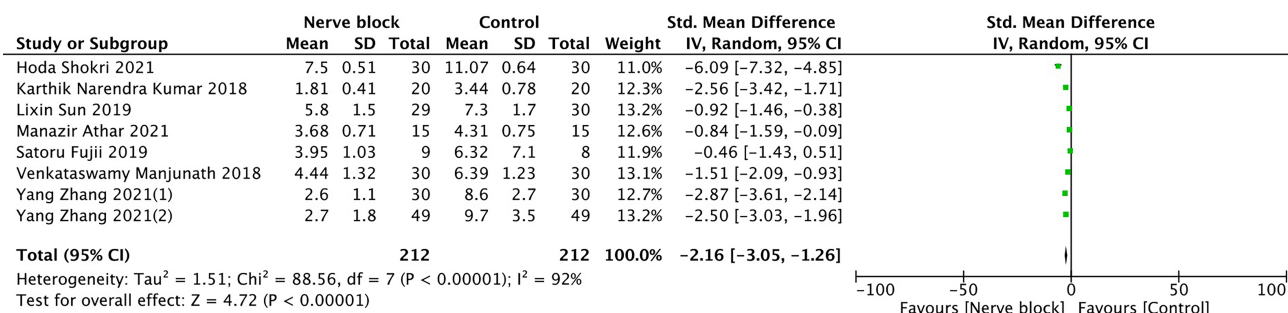 Nerve block Control Std. Mean Difference Std. Mean Difference
Study or Subgroup Mean SD Total Mean SD Total Weight IV, Random, 95% CI IV, Random, 95% CI
Hoda Shokri 2021 7.5 0.51 30 11.07 0.64 30 11.0% −6.09 [−7.32, −4.85]
Karthik Narendra Kumar 2018 1.81 0.41 20 3.44 0.78 20 12.3% −2.56 [−3.42, −1.71]
Lixin Sun 2019 5.8 1.5 29 7.3 1.7 30 13.2% −0.92 [−1.46, −0.38]
Manazir Athar 2021 3.68 0.71 15 4.31 0.75 15 12.6% −0.84 [−1.59, −0.09]
Satoru Fujii 2019 3.95 1.03 9 6.32 7.1 8 11.9% −0.46 [−1.43, 0.51]
Venkataswamy Manjunath 2018 4.44 1.32 30 6.39 1.23 30 13.1% −1.51 [−2.09, −0.93]
Yang Zhang 2021(1) 2.6 1.1 30 8.6 2.7 30 12.7% −2.87 [−3.61, −2.14]
Yang Zhang 2021(2) 2.7 1.8 49 9.7 3.5 49 13.2% −2.50 [−3.03, −1.96]
Total (95% CI) 212 212 100.0% −2.16 [−3.05, −1.26]
Heterogeneity: Tau² = 1.51; Chi² = 88.56, df = 7 (P < 0.00001); I² = 92%
Test for overall effect: Z = 4.72 (P < 0.00001)
−100 −50 0 50 100
Favours [Nerve block] Favours [Control]